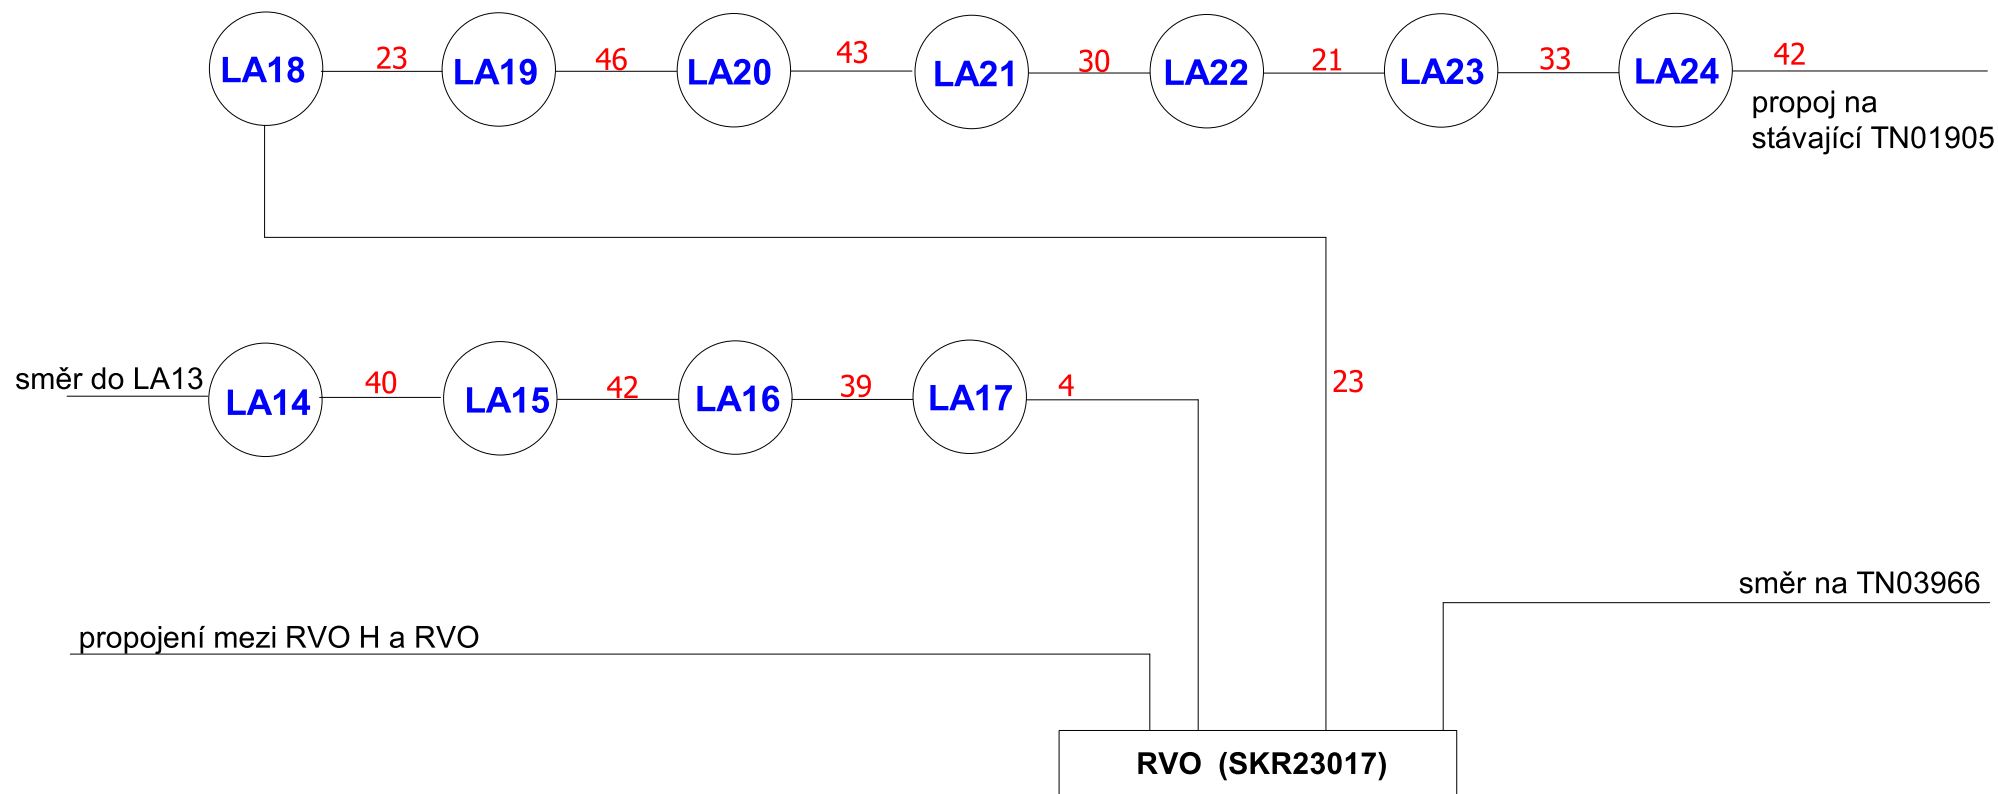 LA18 23 LA19 46 LA20 43 LA21 30 LA22 21 LA23 33 LA24 42
propoj na
stávající TN01905
směr do LA13 LA14 40 LA15 42 LA16 39 LA17 4 23
směr na TN03966
propojení mezi RVO H a RVO
RVO (SKR23017)